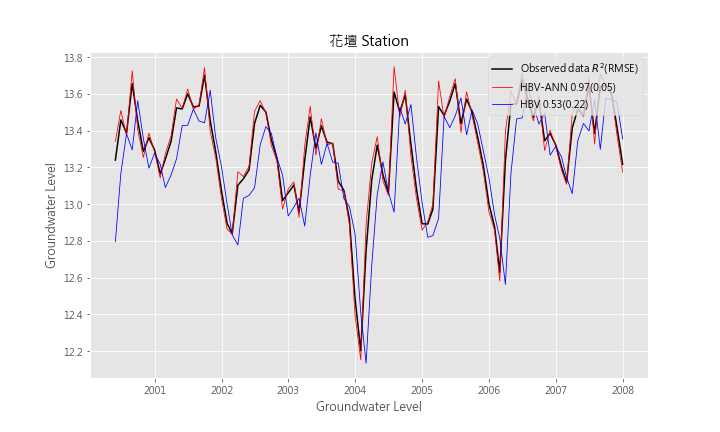 花壇 Station
Observed data R²(RMSE)
HBV-ANN 0.97(0.05)
HBV 0.53(0.22)
Groundwater Level
13.8
13.6
13.4
13.2
13.0
12.8
12.6
12.4
12.2
2001 2002 2003 2004 2005 2006 2007 2008
Groundwater Level